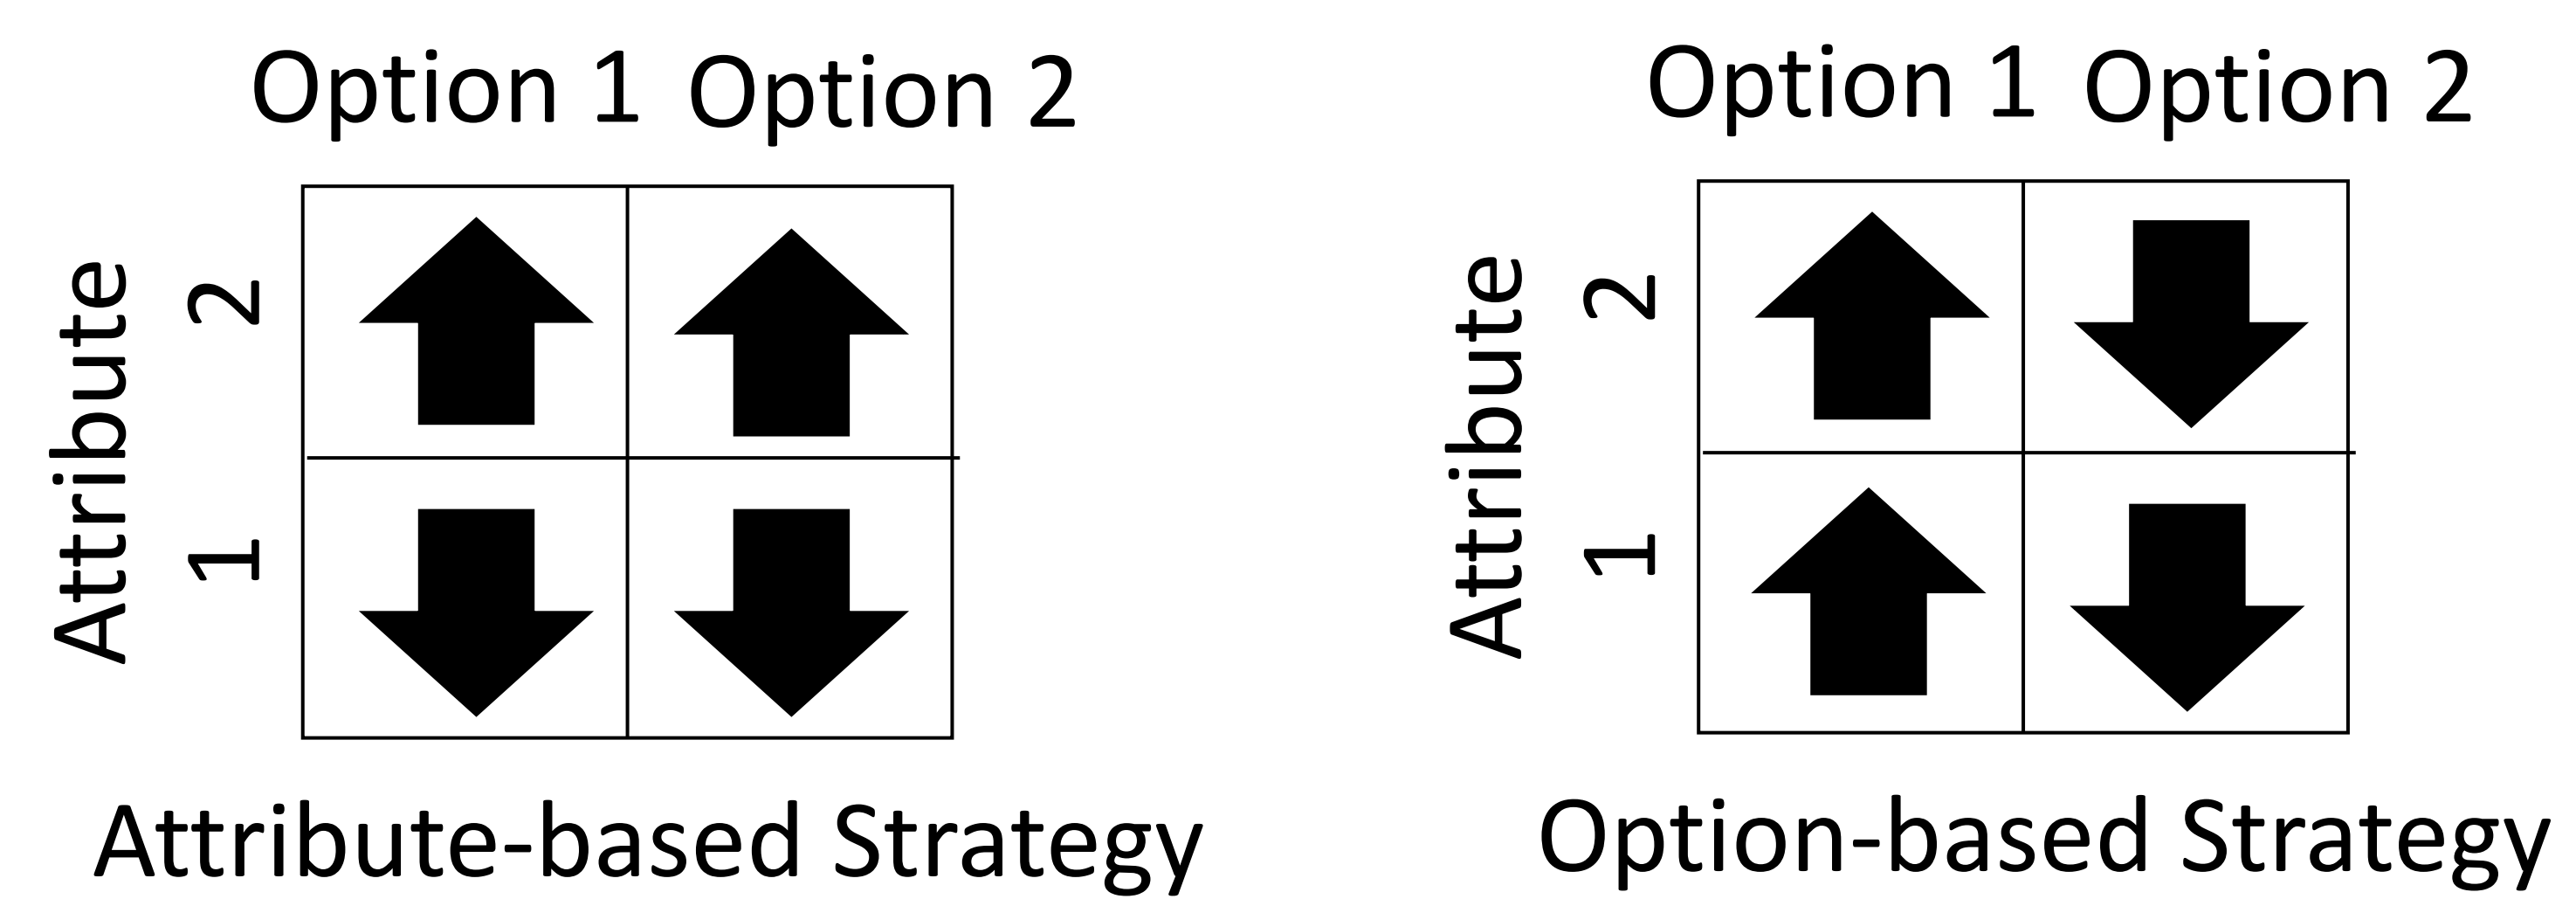 Option 1 Option 2
Attribute
2
1
Attribute-based Strategy
Option 1 Option 2
Attribute
2
1
Option-based Strategy